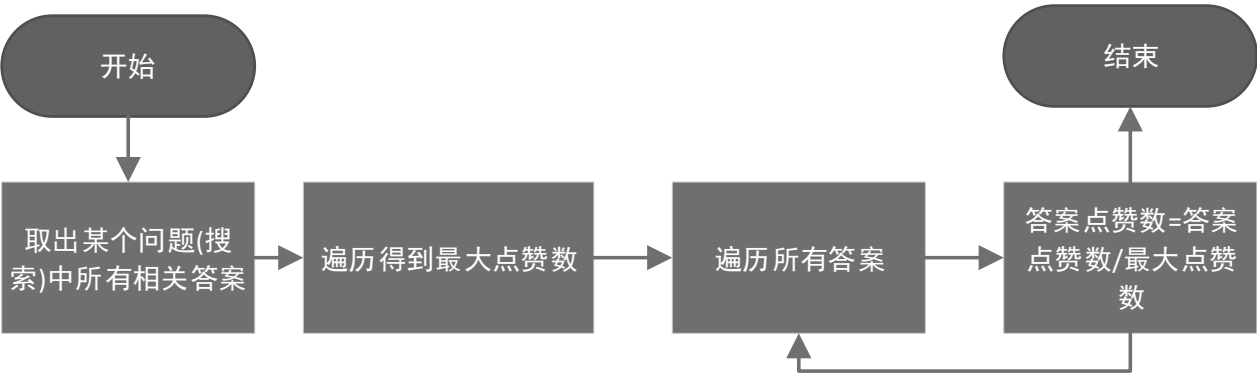 开始
结束
取出某个问题(搜
索)中所有相关答案
遍历得到最大点赞数
遍历所有答案
答案点赞数=答案
点赞数/最大点赞
数